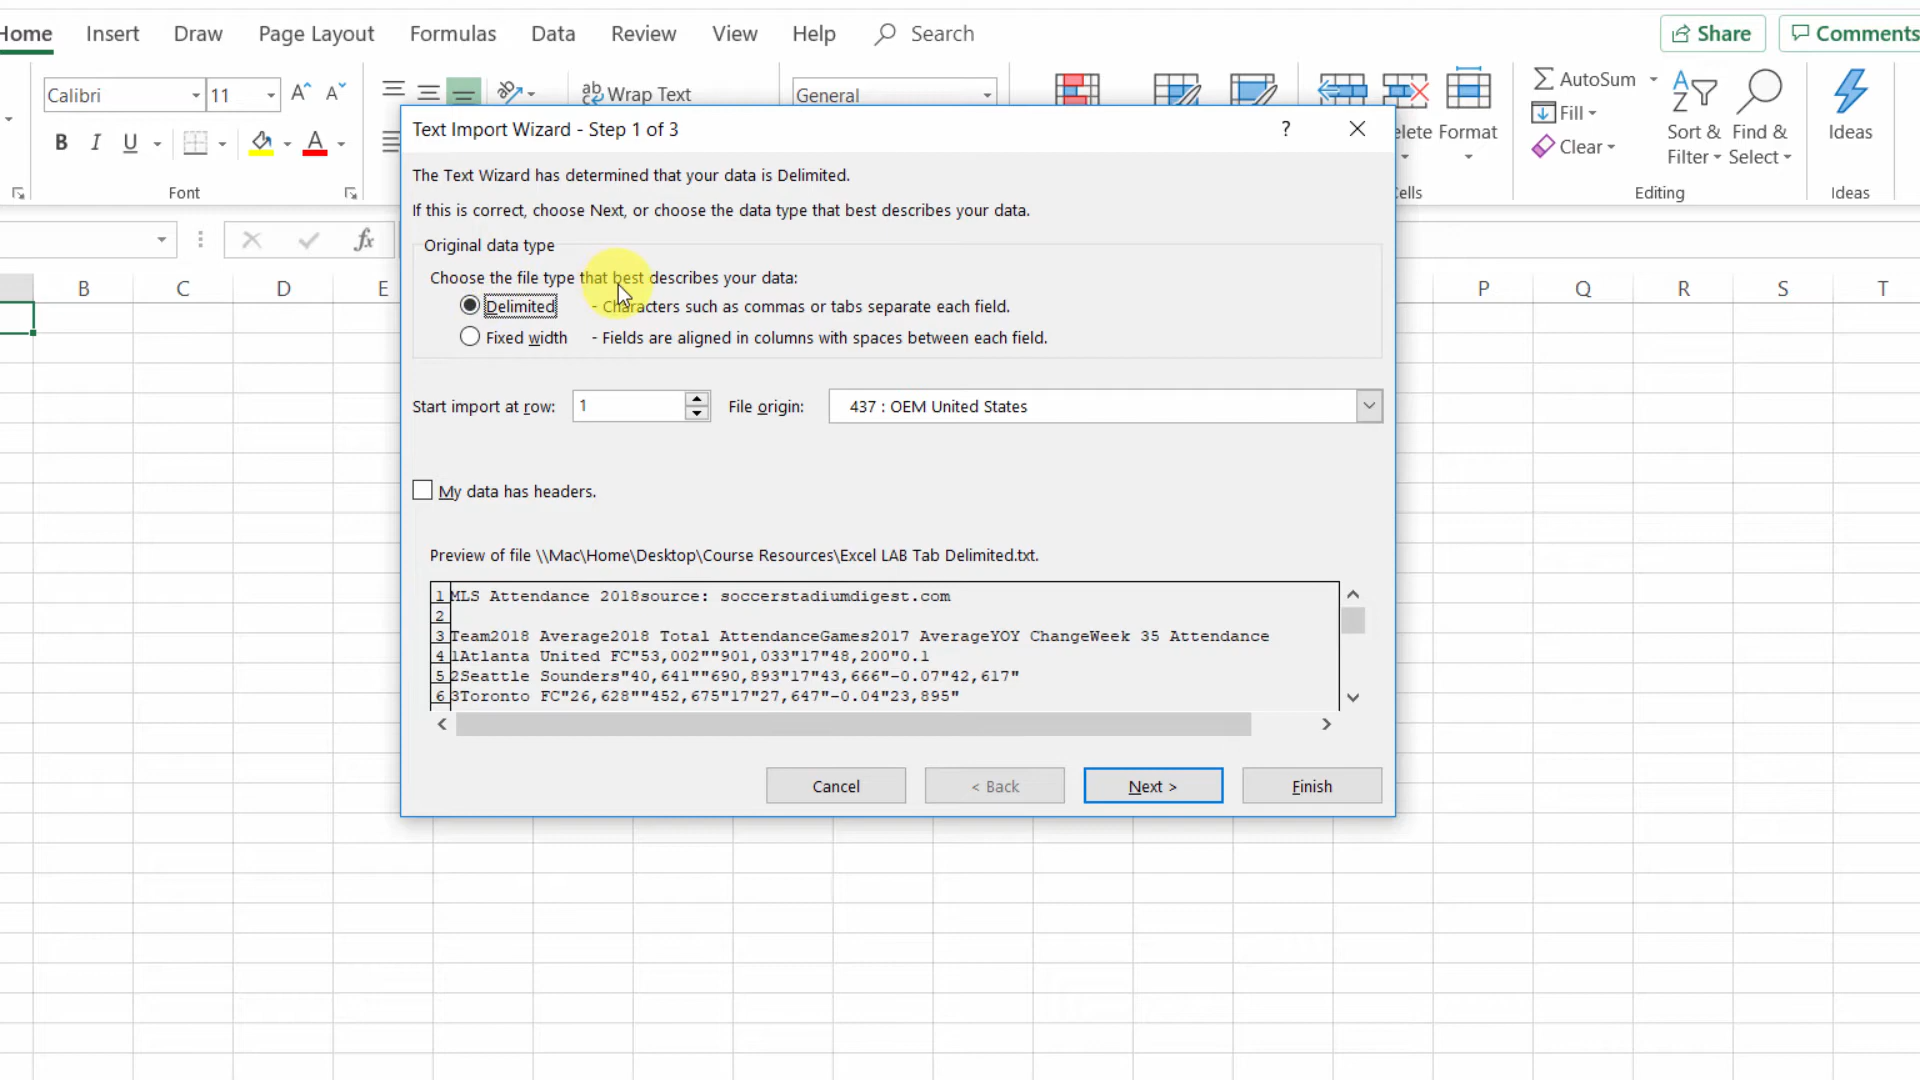 Home Insert Draw Page Layout Formulas Data Review View Help Search Share Comments
Calibri 11 A^ A˅ ab Wrap Text General AutoSum
Fill
B I U A elete Format Sort & Find & Ideas
Clear Filter Select
Font ells Editing Ideas
fx
B C D E P Q R S T
Text Import Wizard - Step 1 of 3 ?
The Text Wizard has determined that your data is Delimited.
If this is correct, choose Next, or choose the data type that best describes your data.
Original data type
Choose the file type that best describes your data:
Delimited - Characters such as commas or tabs separate each field.
Fixed width - Fields are aligned in columns with spaces between each field.
Start import at row: 1 File origin: 437 : OEM United States
My data has headers.
Preview of file \\Mac\Home\Desktop\Course Resources\Excel LAB Tab Delimited.txt.
1 MLS Attendance 2018source: soccerstadiumdigest.com
2
3 Team2018 Average2018 Total AttendanceGames2017 AverageYOY ChangeWeek 35 Attendance
4 1Atlanta United FC"53,002""901,033"17"48,200"0.1
5 2Seattle Sounders"40,641""690,893"17"43,666"-0.07"42,617"
6 3Toronto FC"26,628""452,675"17"27,647"-0.04"23,895"
Cancel < Back Next > Finish